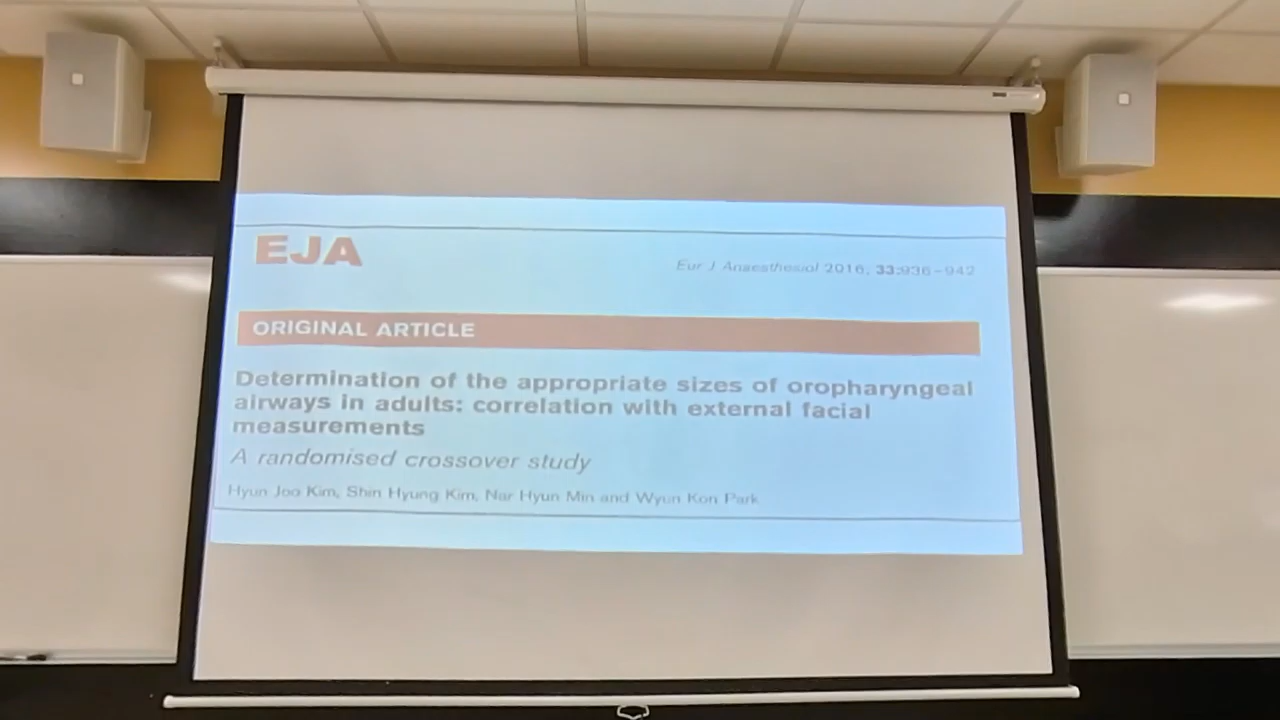 EJA
Eur J Anaesthesiol 2016, 33:936–942
ORIGINAL ARTICLE
Determination of the appropriate sizes of oropharyngeal
airways in adults: correlation with external facial
measurements
A randomised crossover study
Hyun Joo Kim, Shin Hyung Kim, Nar Hyun Min and Wyun Kon Park